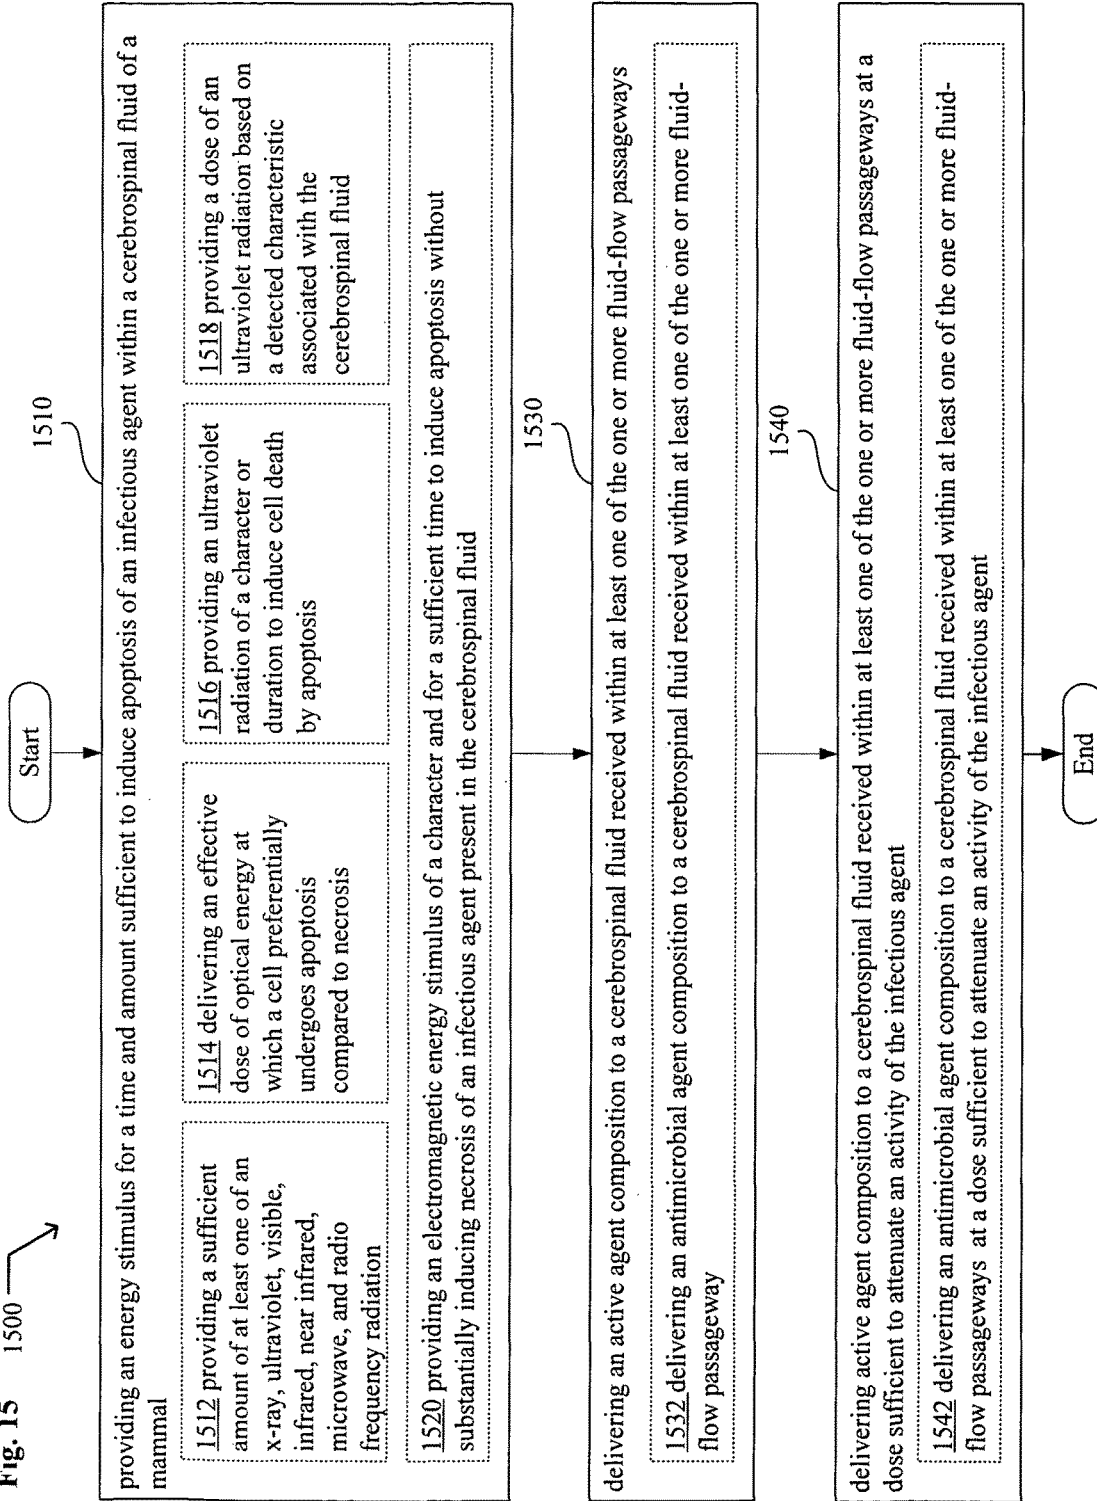 Fig. 15
1500
Start
1510
providing an energy stimulus for a time and amount sufficient to induce apoptosis of an infectious agent within a cerebrospinal fluid of a
mammal
1512 providing a sufficient
amount of at least one of an
x-ray, ultraviolet, visible,
infrared, near infrared,
microwave, and radio
frequency radiation
1514 delivering an effective
dose of optical energy at
which a cell preferentially
undergoes apoptosis
compared to necrosis
1516 providing an ultraviolet
radiation of a character or
duration to induce cell death
by apoptosis
1518 providing a dose of an
ultraviolet radiation based on
a detected characteristic
associated with the
cerebrospinal fluid
1520 providing an electromagnetic energy stimulus of a character and for a sufficient time to induce apoptosis without
substantially inducing necrosis of an infectious agent present in the cerebrospinal fluid
1530
delivering an active agent composition to a cerebrospinal fluid received within at least one of the one or more fluid-flow passageways
1532 delivering an antimicrobial agent composition to a cerebrospinal fluid received within at least one of the one or more fluid-
flow passageway
1540
delivering active agent composition to a cerebrospinal fluid received within at least one of the one or more fluid-flow passageways at a
dose sufficient to attenuate an activity of the infectious agent
1542 delivering an antimicrobial agent composition to a cerebrospinal fluid received within at least one of the one or more fluid-
flow passageways at a dose sufficient to attenuate an activity of the infectious agent
End